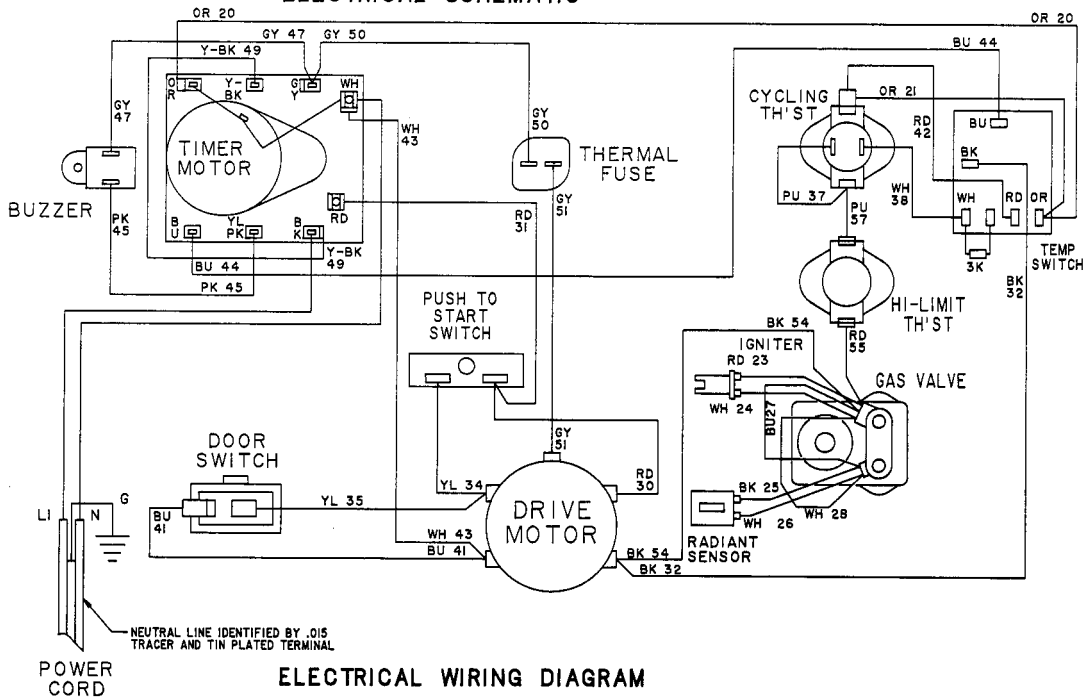 ELECTRICAL SCHEMATIC
OR 20
OR 20
GY 47
GY 50
Y-BK 49
BU 44
O R
Y-BK
G Y
WH
CYCLING TH'ST
OR 21
GY 47
WH 43
GY 50
RD 42
BU
TIMER MOTOR
THERMAL FUSE
BK
BUZZER
RD
PU 37
WH 38
WH
RD
OR
PK 45
RD 31
GY 51
PU 57
B U
YL PK
B K
Y-BK 49
3K
TEMP SWITCH
BU 44
PK 45
BK 32
PUSH TO START SWITCH
HI-LIMIT TH'ST
BK 54
RD 55
IGNITER
RD 23
GAS VALVE
WH 24
BU27
DOOR SWITCH
GY 51
YL 34
RD 30
YL 35
DRIVE MOTOR
BK 25
WH 26
WH 28
L1
N
G
BU 41
WH 43
BU 41
BK 54
BK 32
RADIANT SENSOR
NEUTRAL LINE IDENTIFIED BY .015
TRACER AND TIN PLATED TERMINAL
POWER CORD
ELECTRICAL WIRING DIAGRAM